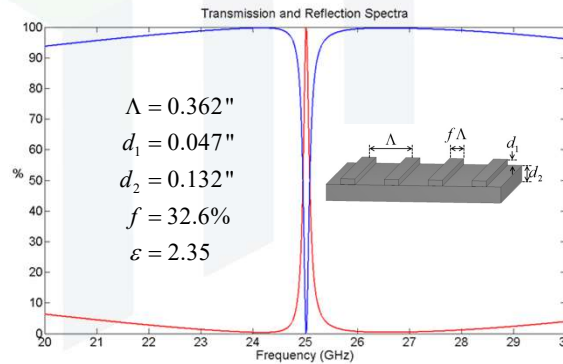 Transmission and Reflection Spectra
100
90
80
70
60
50
40
30
20
10
0
%
Λ = 0.362"
d₁ = 0.047"
d₂ = 0.132"
f = 32.6%
ε = 2.35
Λ
fΛ
d₁
d₂
20 21 22 23 24 25 26 27 28 29 30
Frequency (GHz)